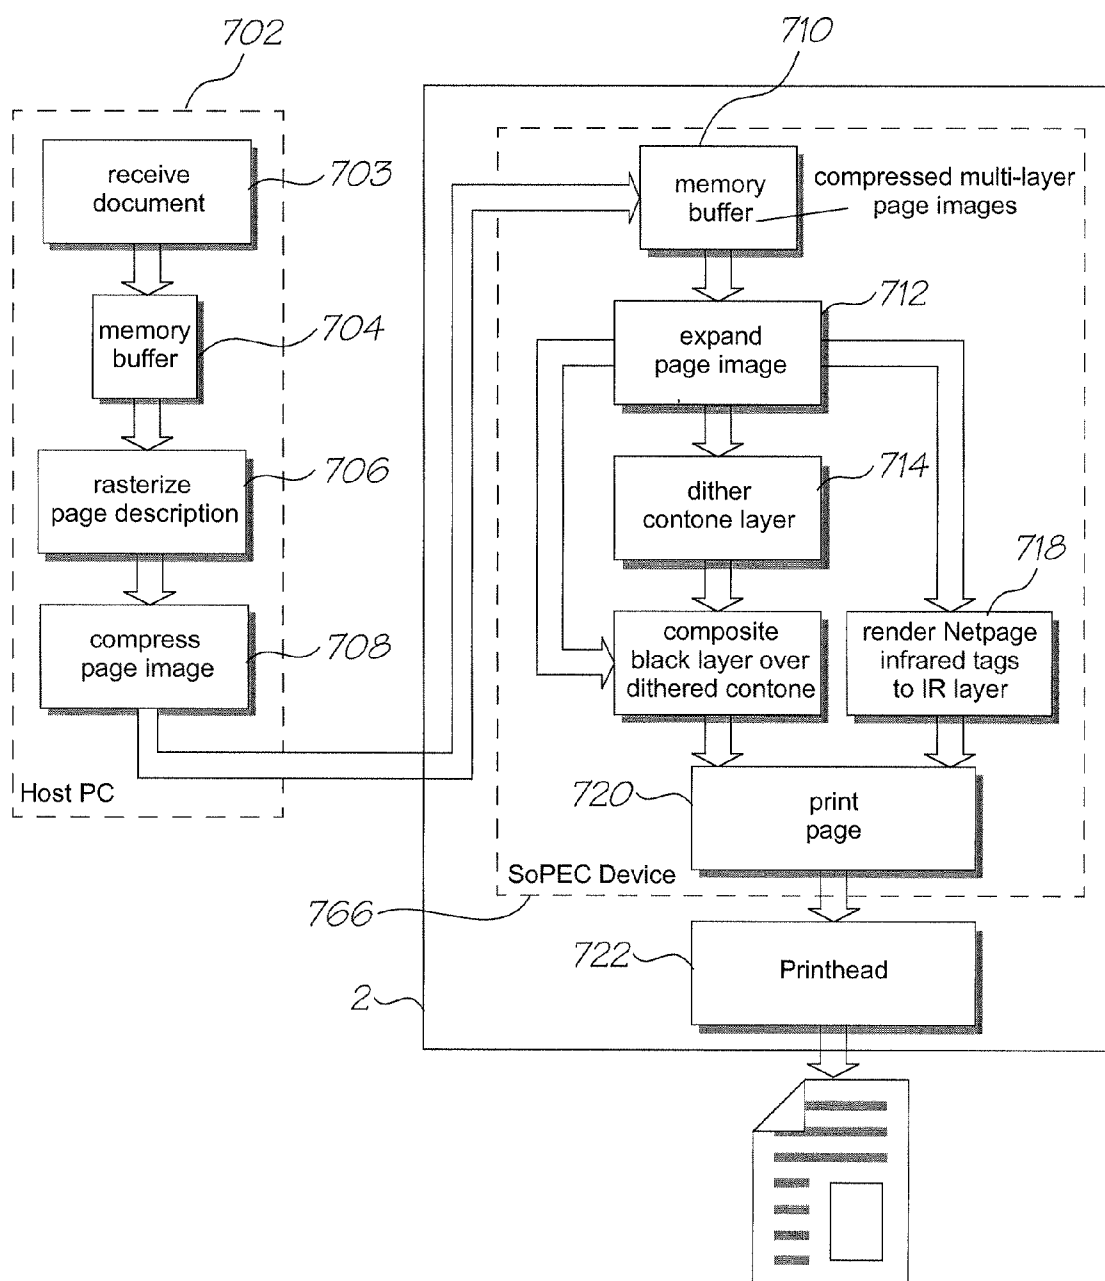 702
710
receive
document
703
memory
buffer
compressed multi-layer
page images
memory
buffer
704
expand
page image
712
rasterize
page description
706
dither
contone layer
714
compress
page image
708
composite
black layer over
dithered contone
718
render Netpage
infrared tags
to IR layer
Host PC
720
print
page
SoPEC Device
766
722
Printhead
2